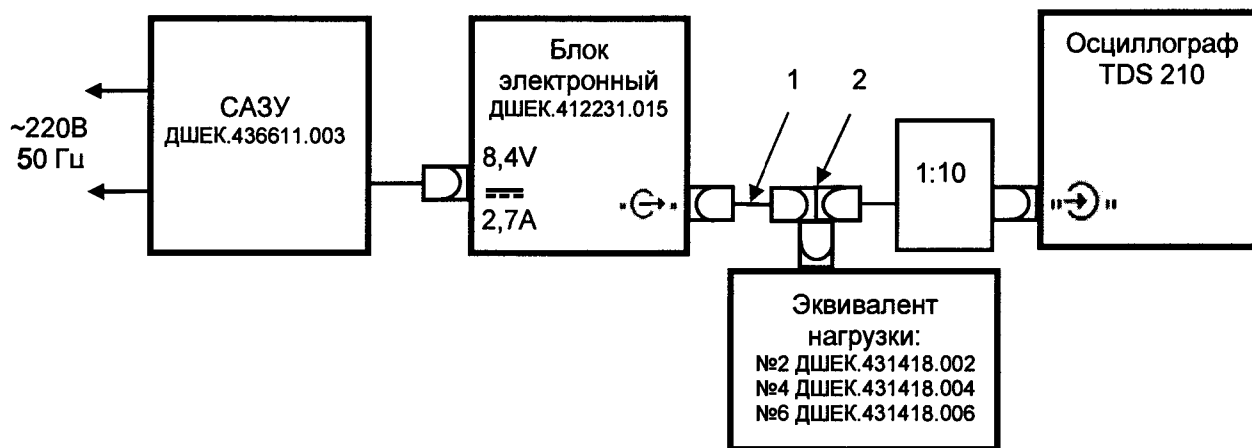 ~220В
50 Гц
САЗУ
ДШЕК.436611.003
Блок
электронный
ДШЕК.412231.015
8,4V
2,7A
1
2
1:10
Осциллограф
TDS 210
Эквивалент
нагрузки:
№2 ДШЕК.431418.002
№4 ДШЕК.431418.004
№6 ДШЕК.431418.006